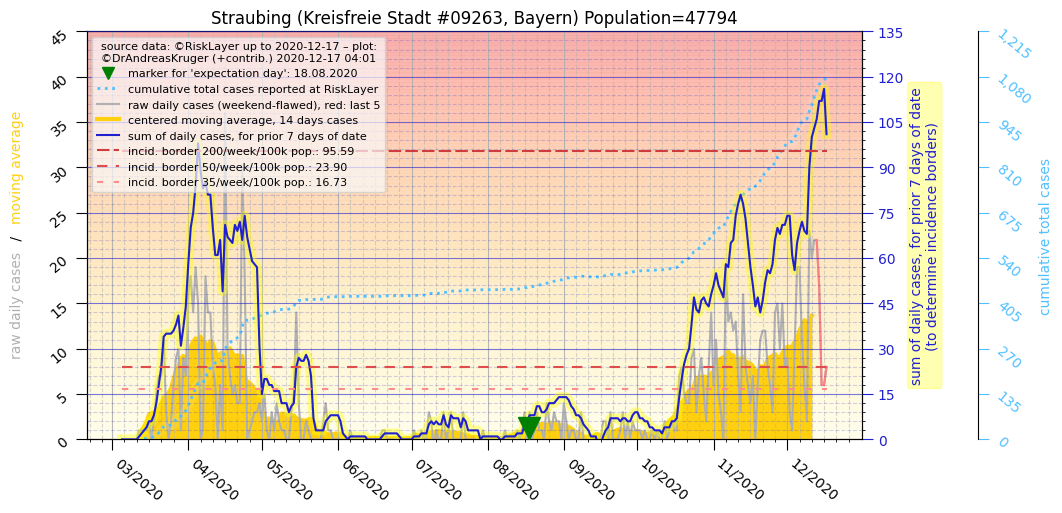 Straubing (Kreisfreie Stadt #09263, Bayern) Population=47794
source data: ©RiskLayer up to 2020-12-17 – plot:
©DrAndreasKruger (+contrib.) 2020-12-17 04:01
marker for 'expectation day': 18.08.2020
cumulative total cases reported at RiskLayer
raw daily cases (weekend-flawed), red: last 5
centered moving average, 14 days cases
sum of daily cases, for prior 7 days of date
incid. border 200/week/100k pop.: 95.59
incid. border 50/week/100k pop.: 23.90
incid. border 35/week/100k pop.: 16.73
raw daily cases / moving average
45
40
35
30
25
20
15
10
5
0
03/2020
04/2020
05/2020
06/2020
07/2020
08/2020
09/2020
10/2020
11/2020
12/2020
135
120
105
90
75
60
45
30
15
0
sum of daily cases, for prior 7 days of date
(to determine incidence borders)
1,215
1,080
945
810
675
540
405
270
135
0
cumulative total cases